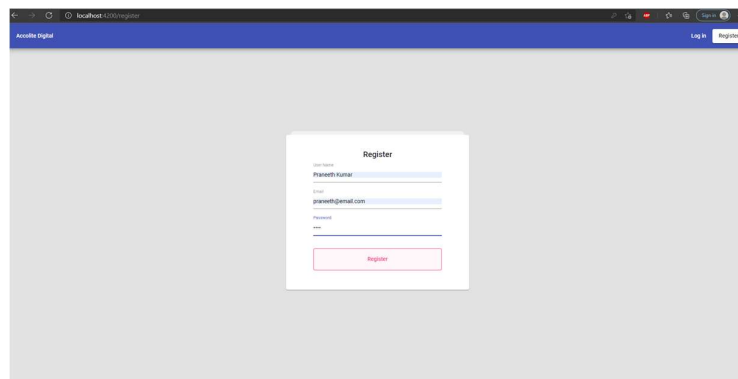 localhost:4200/register
Sign in
Accolite Digital
Log in
Register
Register
User Name
Praneeth Kumar
Email
praneeth@email.com
Password
••••
Register